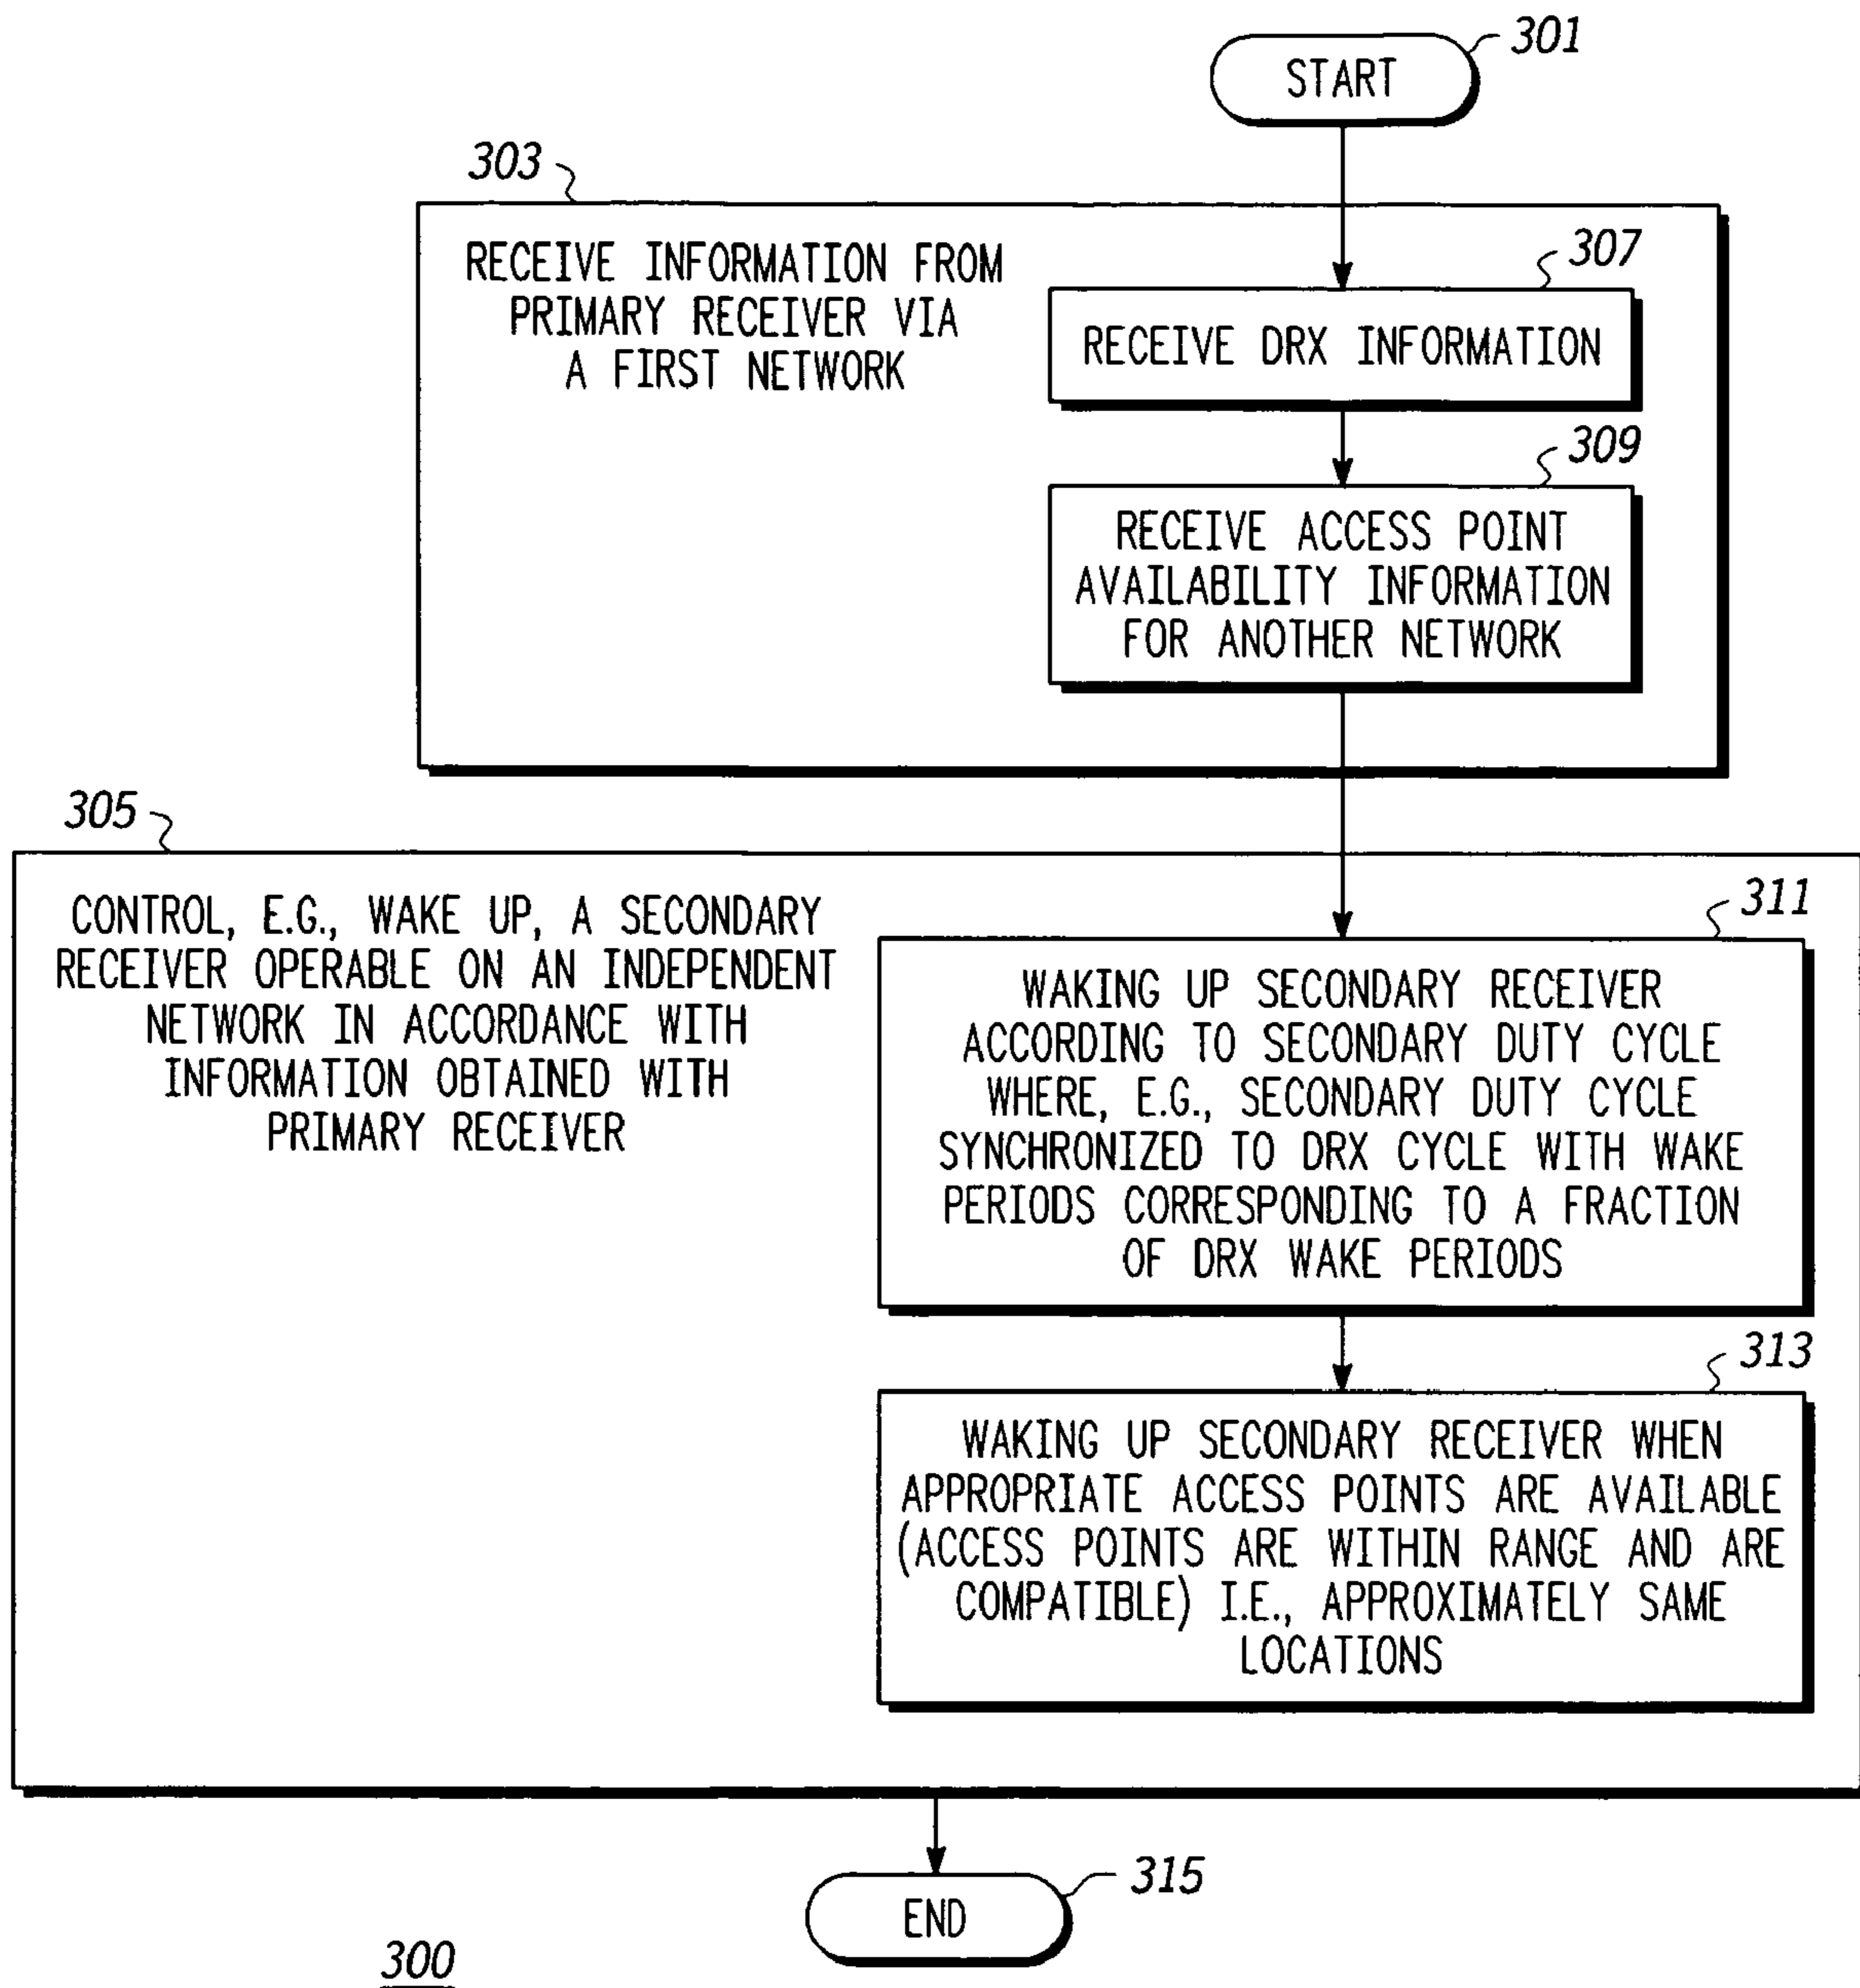 301
START
303
RECEIVE INFORMATION FROM
PRIMARY RECEIVER VIA
A FIRST NETWORK
307
RECEIVE DRX INFORMATION
309
RECEIVE ACCESS POINT
AVAILABILITY INFORMATION
FOR ANOTHER NETWORK
305
CONTROL, E.G., WAKE UP, A SECONDARY
RECEIVER OPERABLE ON AN INDEPENDENT
NETWORK IN ACCORDANCE WITH
INFORMATION OBTAINED WITH
PRIMARY RECEIVER
311
WAKING UP SECONDARY RECEIVER
ACCORDING TO SECONDARY DUTY CYCLE
WHERE, E.G., SECONDARY DUTY CYCLE
SYNCHRONIZED TO DRX CYCLE WITH WAKE
PERIODS CORRESPONDING TO A FRACTION
OF DRX WAKE PERIODS
313
WAKING UP SECONDARY RECEIVER WHEN
APPROPRIATE ACCESS POINTS ARE AVAILABLE
(ACCESS POINTS ARE WITHIN RANGE AND ARE
COMPATIBLE) I.E., APPROXIMATELY SAME
LOCATIONS
315
END
300